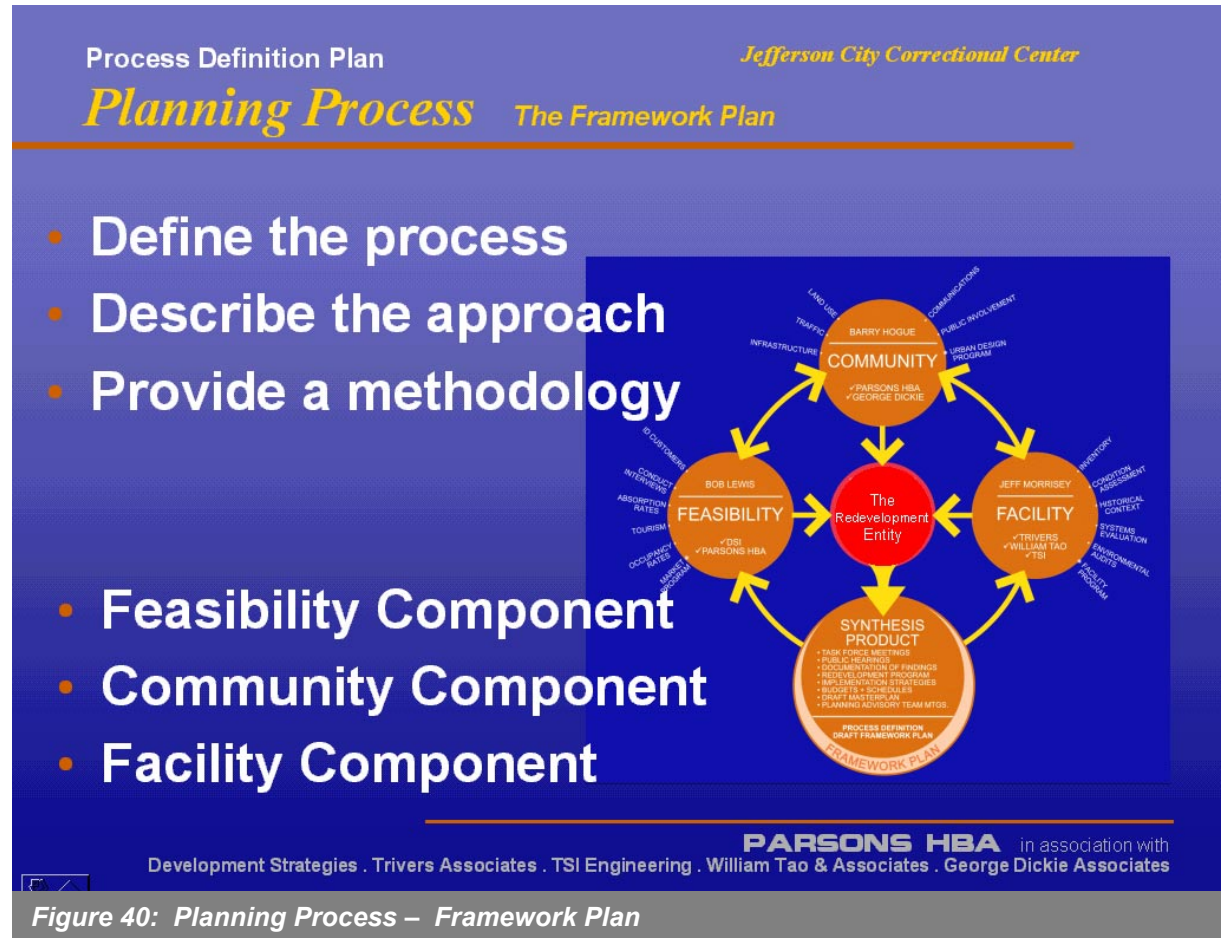 Process Definition Plan
Jefferson City Correctional Center
Planning Process The Framework Plan
• Define the process
• Describe the approach
• Provide a methodology
• Feasibility Component
• Community Component
• Facility Component
LAND USE
TRAFFIC
INFRASTRUCTURE
COMMUNICATIONS
PUBLIC INVOLVEMENT
URBAN DESIGN
PROGRAM
BARRY HOGUE
COMMUNITY
✓PARSONS HBA
✓GEORGE DICKIE
ID CUSTOMERS
CONDUCT
INTERVIEWS
ABSORPTION
RATES
TOURISM
OCCUPANCY
RATES
MARKET
PROGRAM
BOB LEWIS
FEASIBILITY
✓DSI
✓PARSONS HBA
The
Redevelopment
Entity
JEFF MORRISEY
FACILITY
✓TRIVERS
✓WILLIAM TAO
✓TSI
INVENTORY
CONDITION
ASSESSMENT
HISTORICAL
CONTEXT
SYSTEMS
EVALUATION
ENVIRONMENTAL
AUDITS
FACILITY
PROGRAM
SYNTHESIS
PRODUCT
• TASK FORCE MEETINGS
• PUBLIC HEARINGS
• DOCUMENTATION OF FINDINGS
• REDEVELOPMENT PROGRAM
• IMPLEMENTATION STRATEGIES
• BUDGETS + SCHEDULES
• DRAFT MASTERPLAN
• PLANNING ADVISORY TEAM MTGS.
PROCESS DEFINITION
DRAFT FRAMEWORK PLAN
FRAMEWORK PLAN
PARSONS HBA in association with
Development Strategies . Trivers Associates . TSI Engineering . William Tao & Associates . George Dickie Associates
Figure 40: Planning Process – Framework Plan